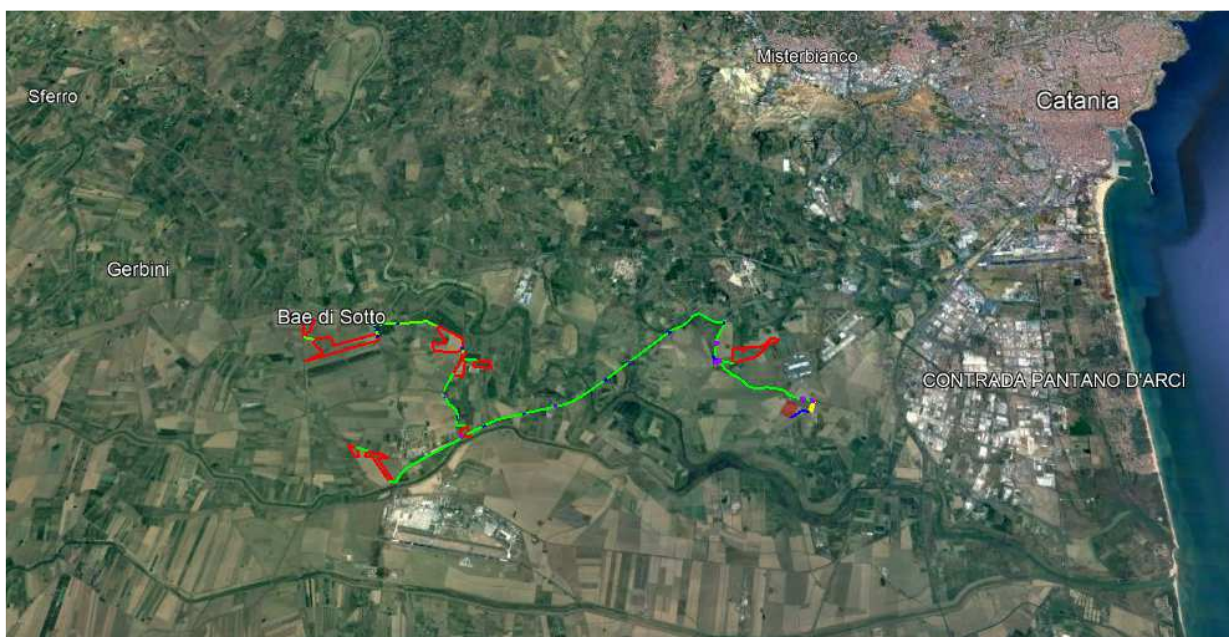 Misterbianco
Sferro
Catania
Gerbini
Bae di Sotto
CONTRADA PANTANO D'ARCI